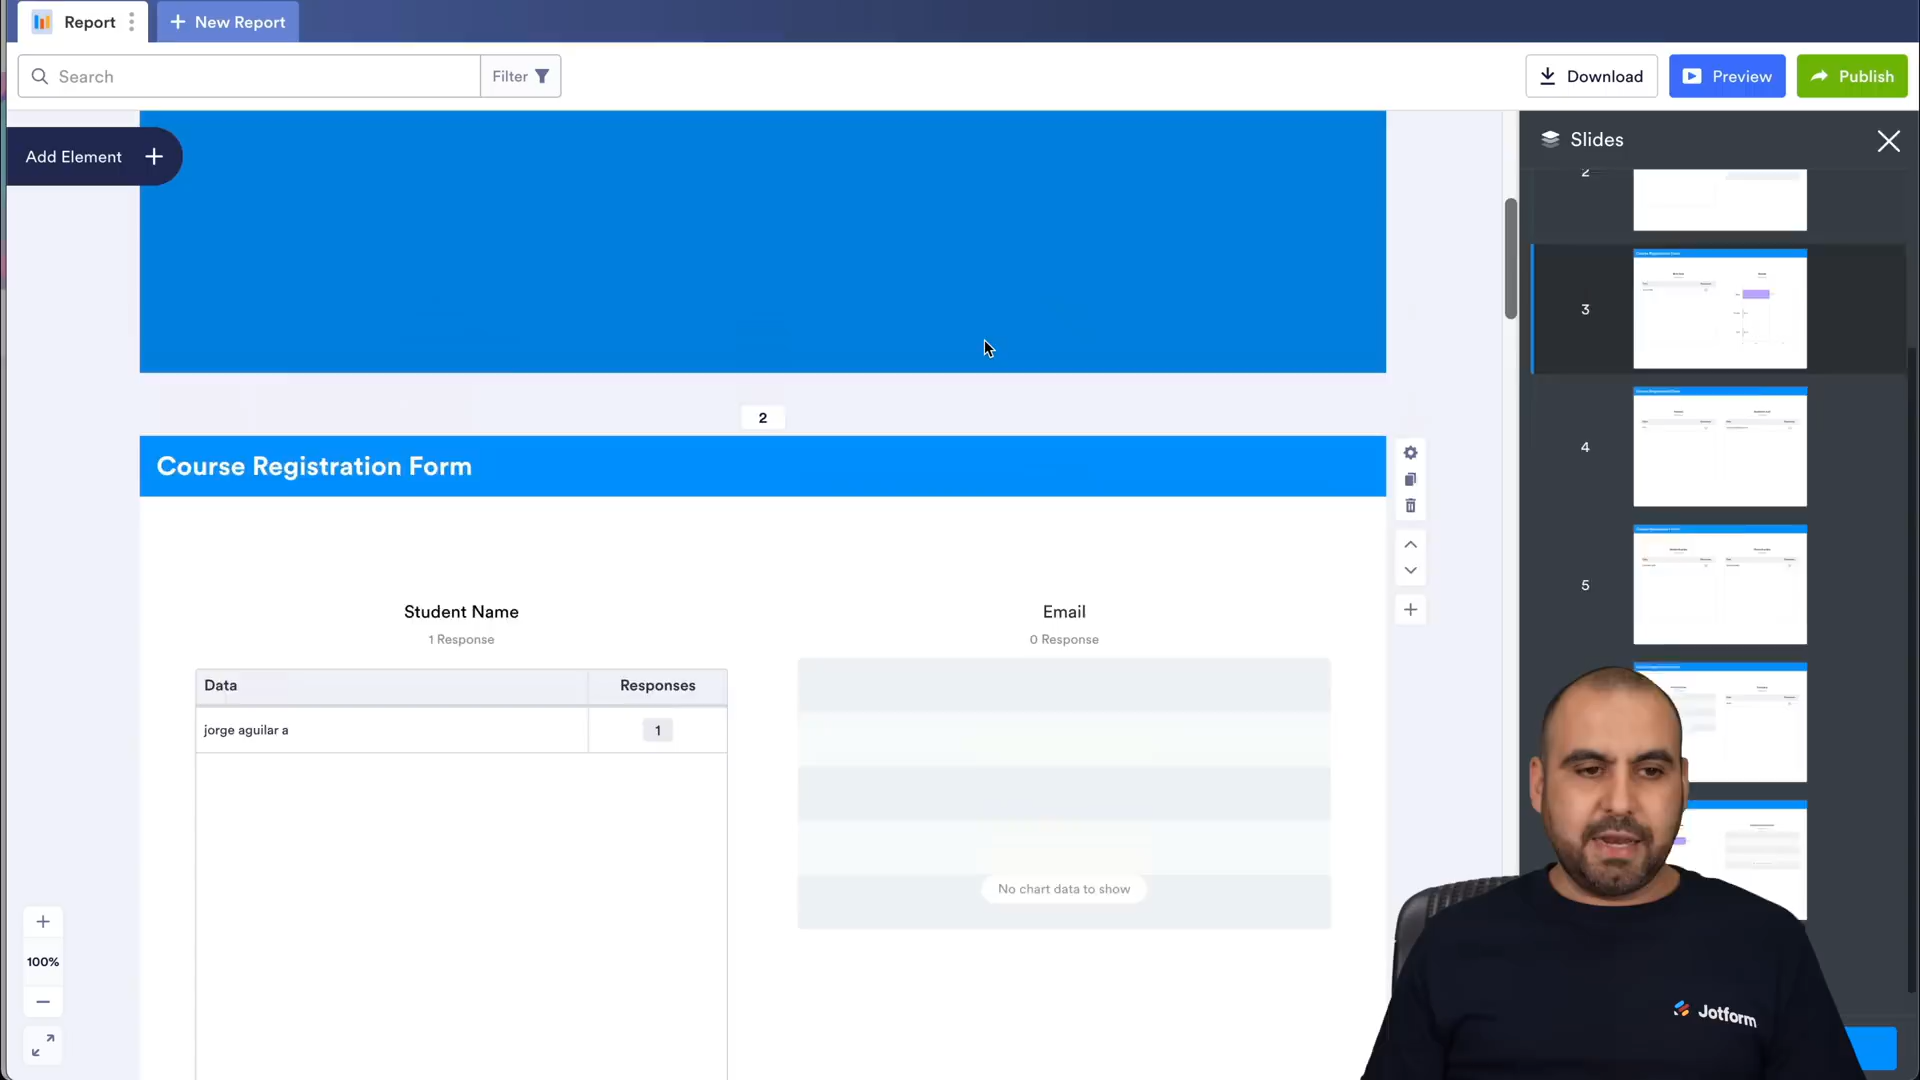 Report
New Report
Search
Filter
Download
Preview
Publish
Add Element
Slides
2
3
4
5
2
Course Registration Form
Student Name
1 Response
Email
0 Response
Data
Responses
jorge aguilar a
1
No chart data to show
100%
Jotform